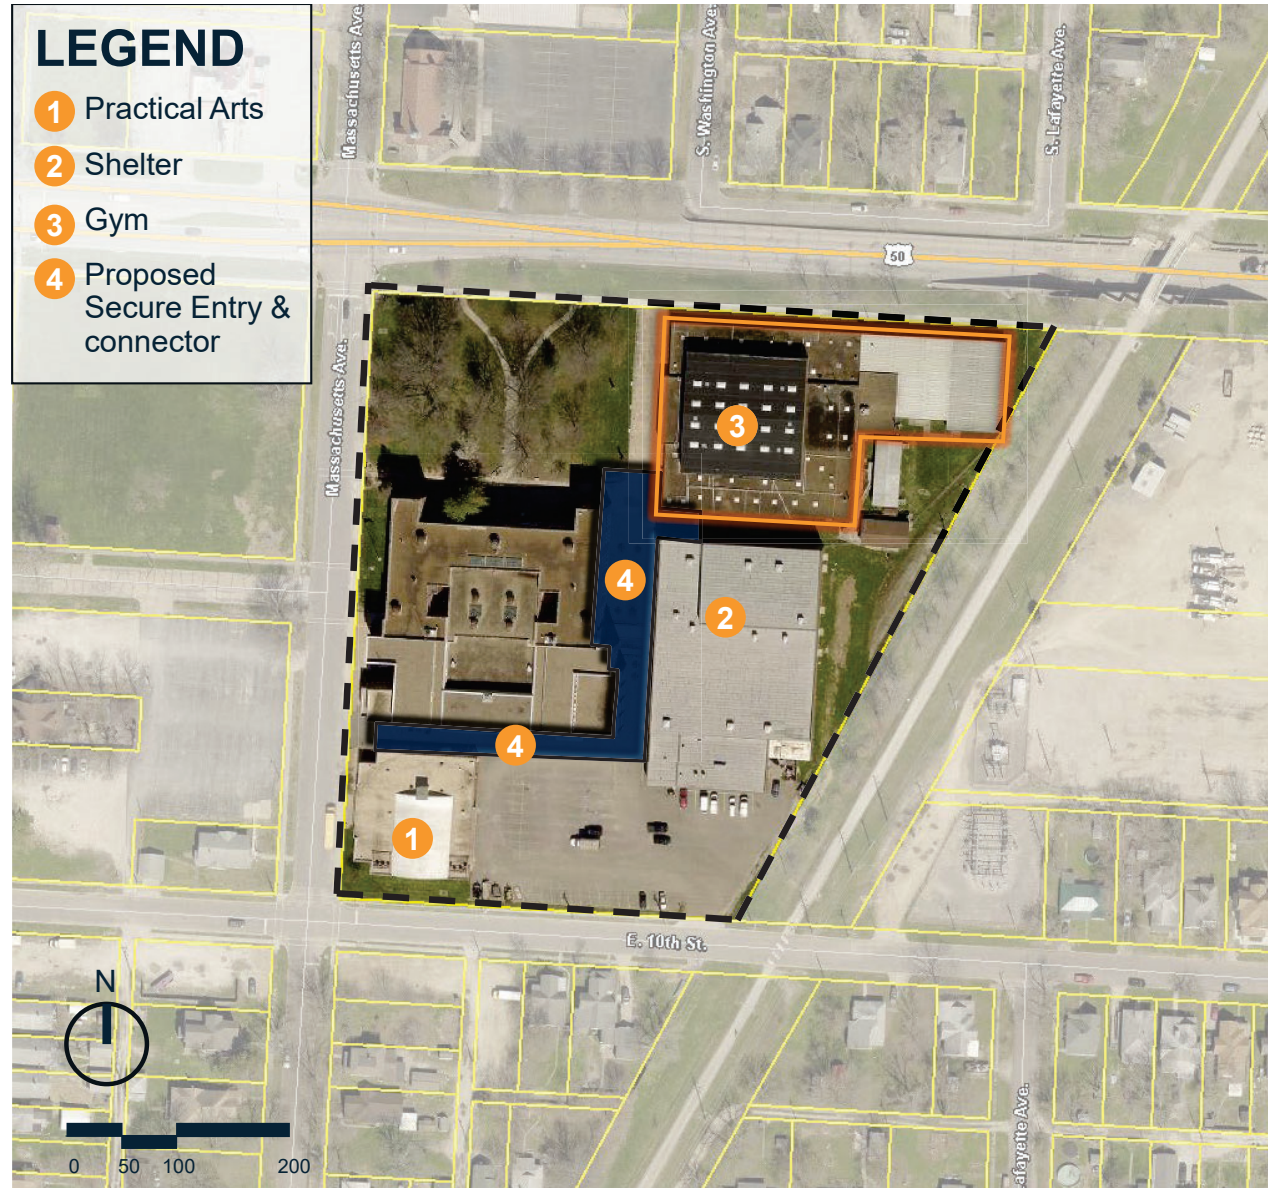 LEGEND
1 Practical Arts
2 Shelter
3 Gym
4 Proposed
Secure Entry &
connector
Massachusetts Ave
S. Washington Ave.
S. Lafayette Ave.
50
Massachusetts Ave.
3
4
2
4
1
E. 10th St.
N
afayette Ave.
0 50 100 200